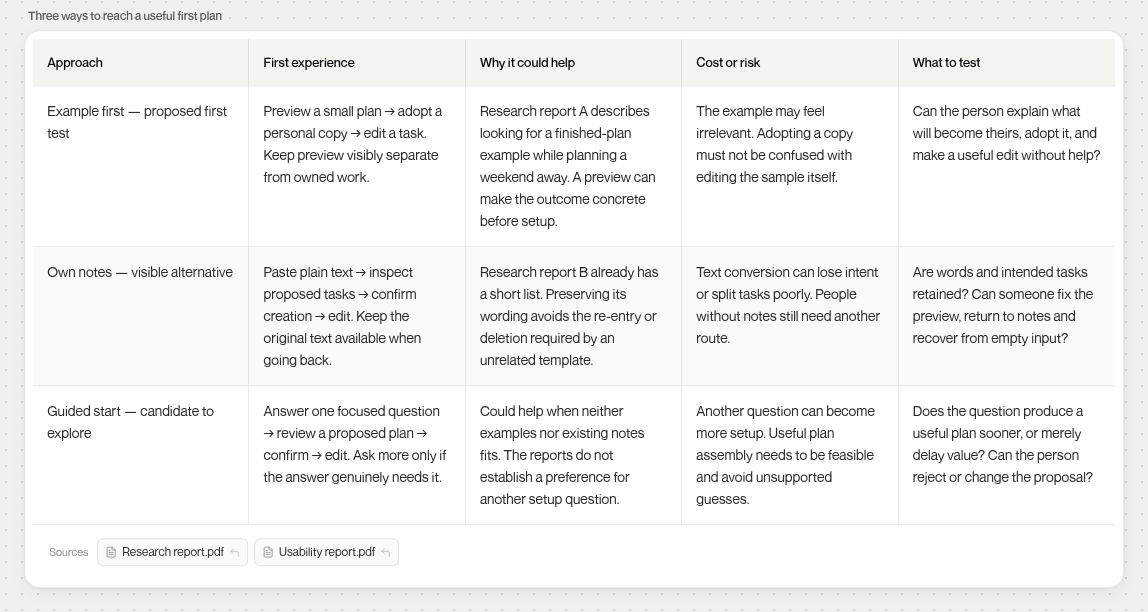 Three ways to reach a useful first plan
Approach
First experience
Why it could help
Cost or risk
What to test
Example first — proposed first
test
Preview a small plan → adopt a
personal copy → edit a task.
Keep preview visibly separate
from owned work.
Research report A describes
looking for a finished-plan
example while planning a
weekend away. A preview can
make the outcome concrete
before setup.
The example may feel
irrelevant. Adopting a copy
must not be confused with
editing the sample itself.
Can the person explain what
will become theirs, adopt it, and
make a useful edit without help?
Own notes — visible alternative
Paste plain text → inspect
proposed tasks → confirm
creation → edit. Keep the
original text available when
going back.
Research report B already has
a short list. Preserving its
wording avoids the re-entry or
deletion required by an
unrelated template.
Text conversion can lose intent
or split tasks poorly. People
without notes still need another
route.
Are words and intended tasks
retained? Can someone fix the
preview, return to notes and
recover from empty input?
Guided start — candidate to
explore
Answer one focused question
→ review a proposed plan →
confirm → edit. Ask more only if
the answer genuinely needs it.
Could help when neither
examples nor existing notes
fits. The reports do not
establish a preference for
another setup question.
Another question can become
more setup. Useful plan
assembly needs to be feasible
and avoid unsupported
guesses.
Does the question produce a
useful plan sooner, or merely
delay value? Can the person
reject or change the proposal?
Sources
Research report.pdf
Usability report.pdf